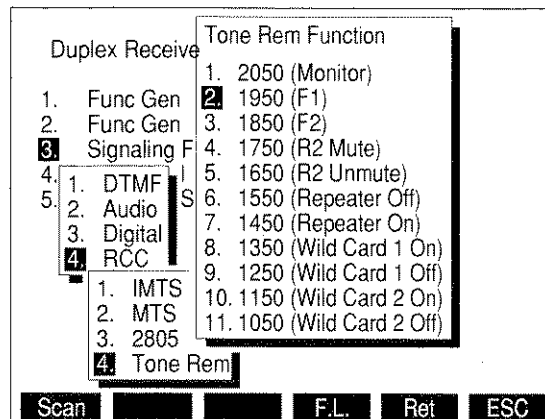 Duplex Receive
1. Func Gen
2. Func Gen
3. Signaling F
4.
5. S
1. DTMF
2. Audio
3. Digital
4. RCC
1. IMTS
2. MTS
3. 2805
4. Tone Rem
Tone Rem Function
1. 2050 (Monitor)
2. 1950 (F1)
3. 1850 (F2)
4. 1750 (R2 Mute)
5. 1650 (R2 Unmute)
6. 1550 (Repeater Off)
7. 1450 (Repeater On)
8. 1350 (Wild Card 1 On)
9. 1250 (Wild Card 1 Off)
10. 1150 (Wild Card 2 On)
11. 1050 (Wild Card 2 Off)
Scan F.L. Ret ESC